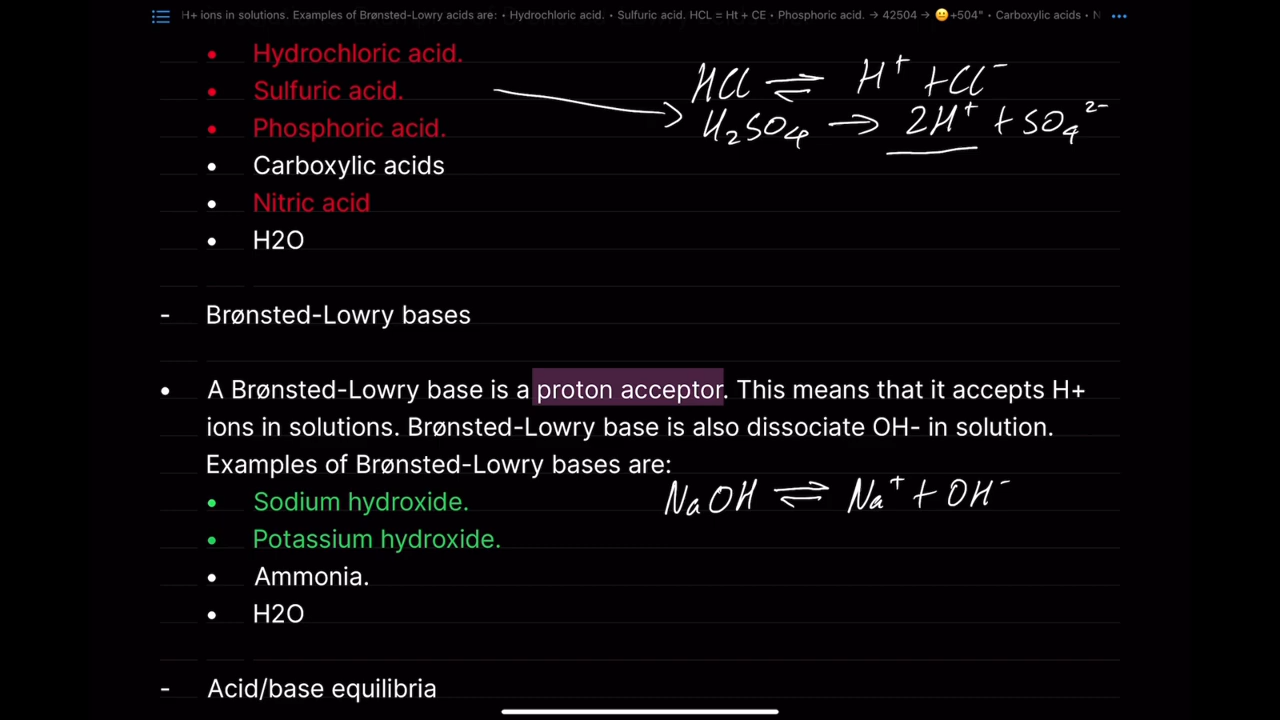 H+ ions in solutions. Examples of Brønsted-Lowry acids are: • Hydrochloric acid. • Sulfuric acid. HCL = Ht + CE • Phosphoric acid. → 42504 → 😐+504" • Carboxylic acids • N
• Hydrochloric acid.
HCl ⇌ H⁺ + Cl⁻
• Sulfuric acid.
H₂SO₄ → 2H⁺ + SO₄²⁻
• Phosphoric acid.
• Carboxylic acids
• Nitric acid
• H2O
- Brønsted-Lowry bases
• A Brønsted-Lowry base is a proton acceptor. This means that it accepts H+
ions in solutions. Brønsted-Lowry base is also dissociate OH- in solution.
Examples of Brønsted-Lowry bases are:
• Sodium hydroxide.
NaOH ⇌ Na⁺ + OH⁻
• Potassium hydroxide.
• Ammonia.
• H2O
- Acid/base equilibria